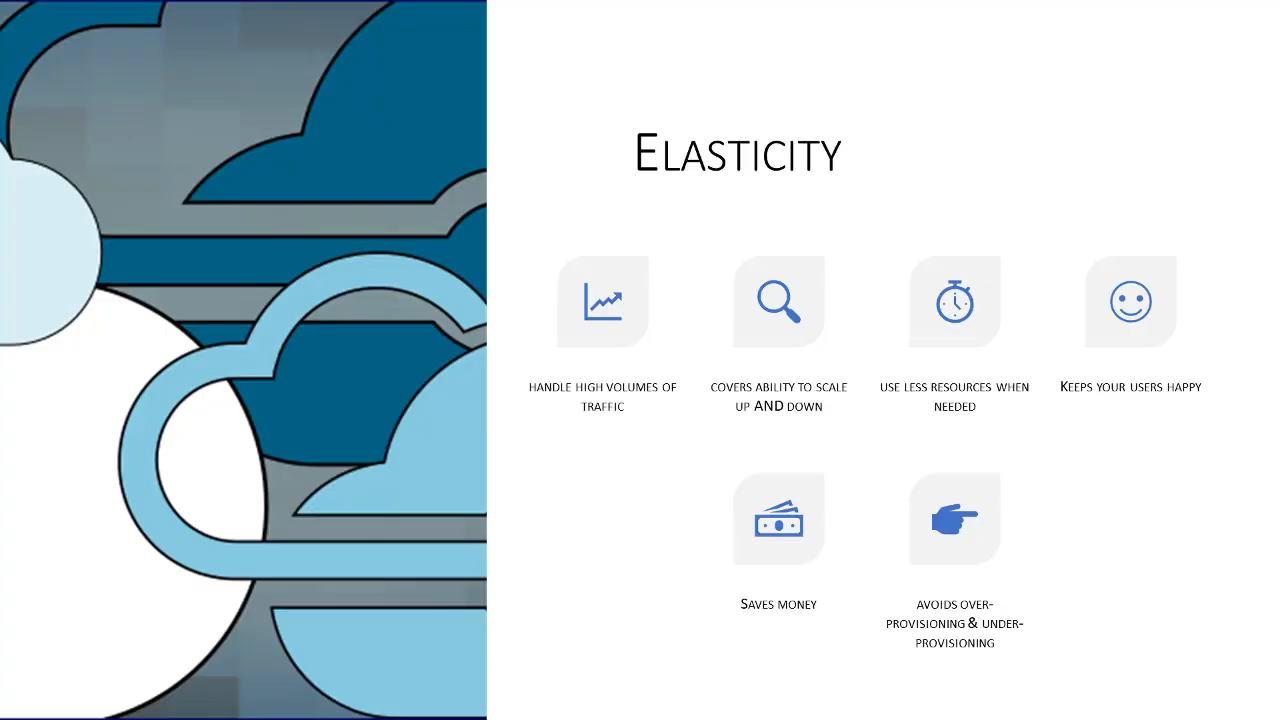 ELASTICITY
HANDLE HIGH VOLUMES OF
TRAFFIC
COVERS ABILITY TO SCALE
UP AND DOWN
USE LESS RESOURCES WHEN
NEEDED
KEEPS YOUR USERS HAPPY
SAVES MONEY
AVOIDS OVER-
PROVISIONING & UNDER-
PROVISIONING